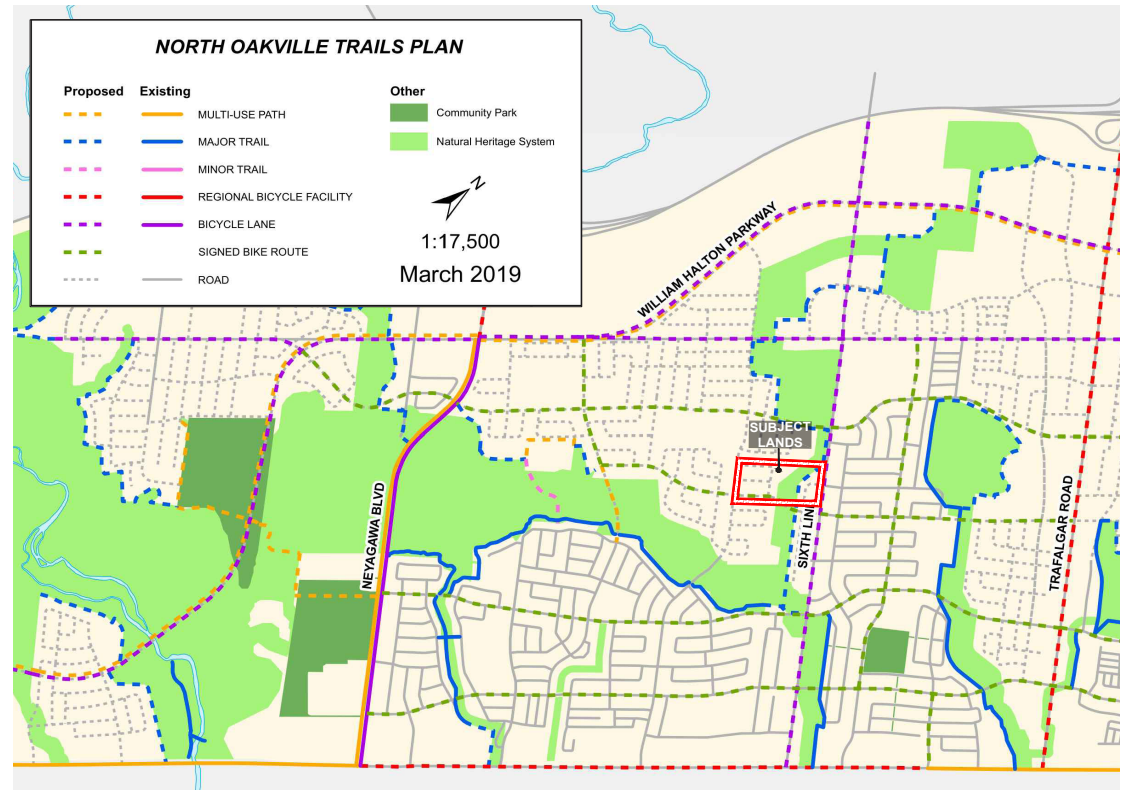 NORTH OAKVILLE TRAILS PLAN
Proposed Existing
MULTI-USE PATH
MAJOR TRAIL
MINOR TRAIL
REGIONAL BICYCLE FACILITY
BICYCLE LANE
SIGNED BIKE ROUTE
ROAD
Other
Community Park
Natural Heritage System
N
1:17,500
March 2019
WILLIAM HALTON PARKWAY
SUBJECT
LANDS
NEYAGAWA BLVD
SIXTH LIN
TRAFALGAR ROAD